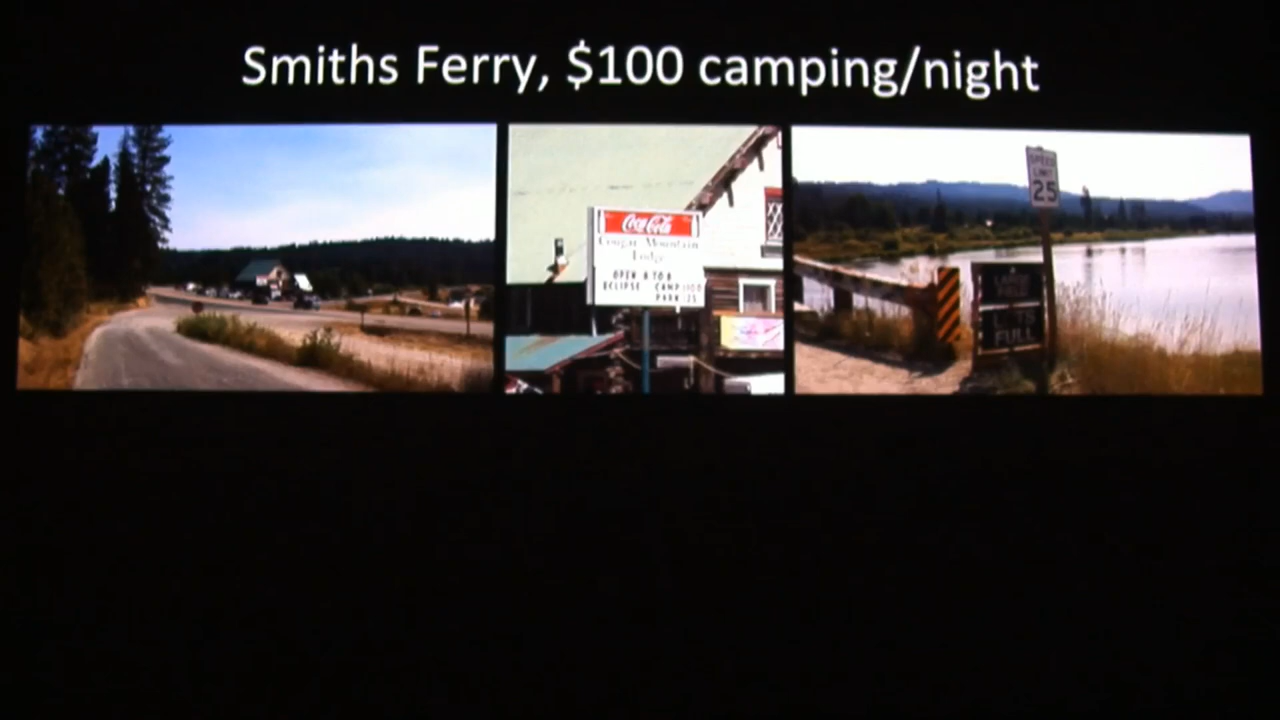 Smiths Ferry, $100 camping/night
Coca-Cola
Cougar Mountain
Lodge
OPEN 8 TO 8
ECLIPSE CAMP 100
PARK 25
SPEED
LIMIT
25
FULL